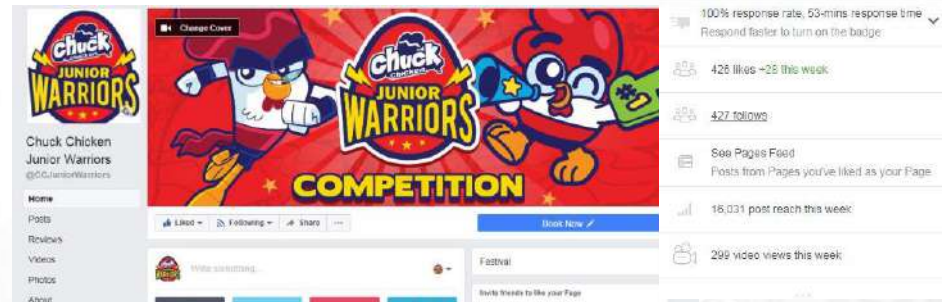 chuck
CHICKEN
JUNIOR
WARRIORS
Chuck Chicken
Junior Warriors
@CCJuniorWarriors
Home
Posts
Reviews
Videos
Photos
About
Change Cover
chuck
CHICKEN
JUNIOR
WARRIORS
COMPETITION
#1
Liked
Following
Share
...
Book Now
Write something...
Festival
Invite friends to like your Page
100% response rate, 53-mins response time
Respond faster to turn on the badge
426 likes +28 this week
427 follows
See Pages Feed
Posts from Pages you've liked as your Page
16,031 post reach this week
299 video views this week